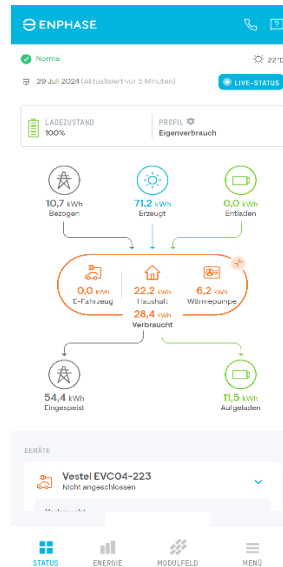 ENPHASE
Normal
22°C
29 Juli 2024 (Aktualisiert vor 5 Minuten)
LIVE-STATUS
LADEZUSTAND
100%
PROFIL
Eigenverbrauch
10,7 kWh
Bezogen
71,2 kWh
Erzeugt
0,0 kWh
Entladen
0,0 kWh
E-Fahrzeug
22,2 kWh
Haushalt
6,2 kWh
Wärmepumpe
28,4 kWh
Verbraucht
54,4 kWh
Eingespeist
11,5 kWh
Aufgeladen
GERÄTE
Vestel EVC04-223
Nicht angeschlossen
STATUS
ENERGIE
MODULFELD
MENÜ